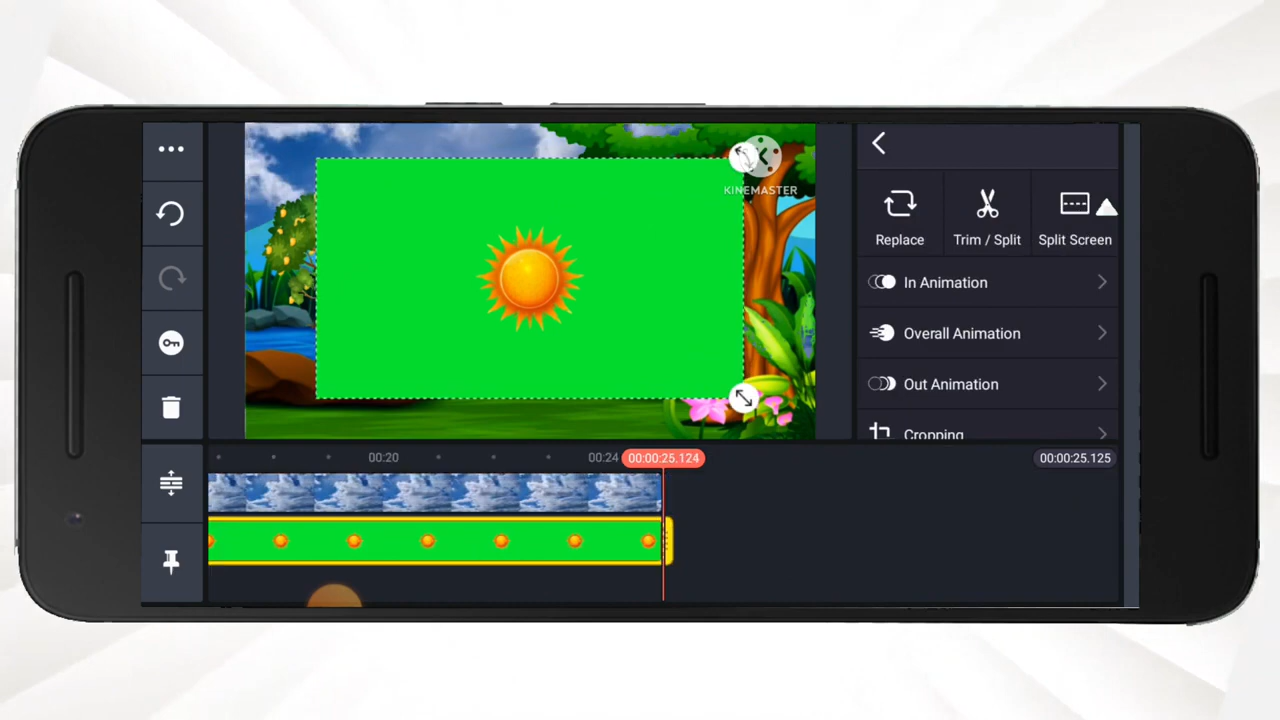 KINEMASTER
Replace
Trim / Split
Split Screen
In Animation
Overall Animation
Out Animation
Cropping
00:20
00:24
00:00:25.124
00:00:25.125